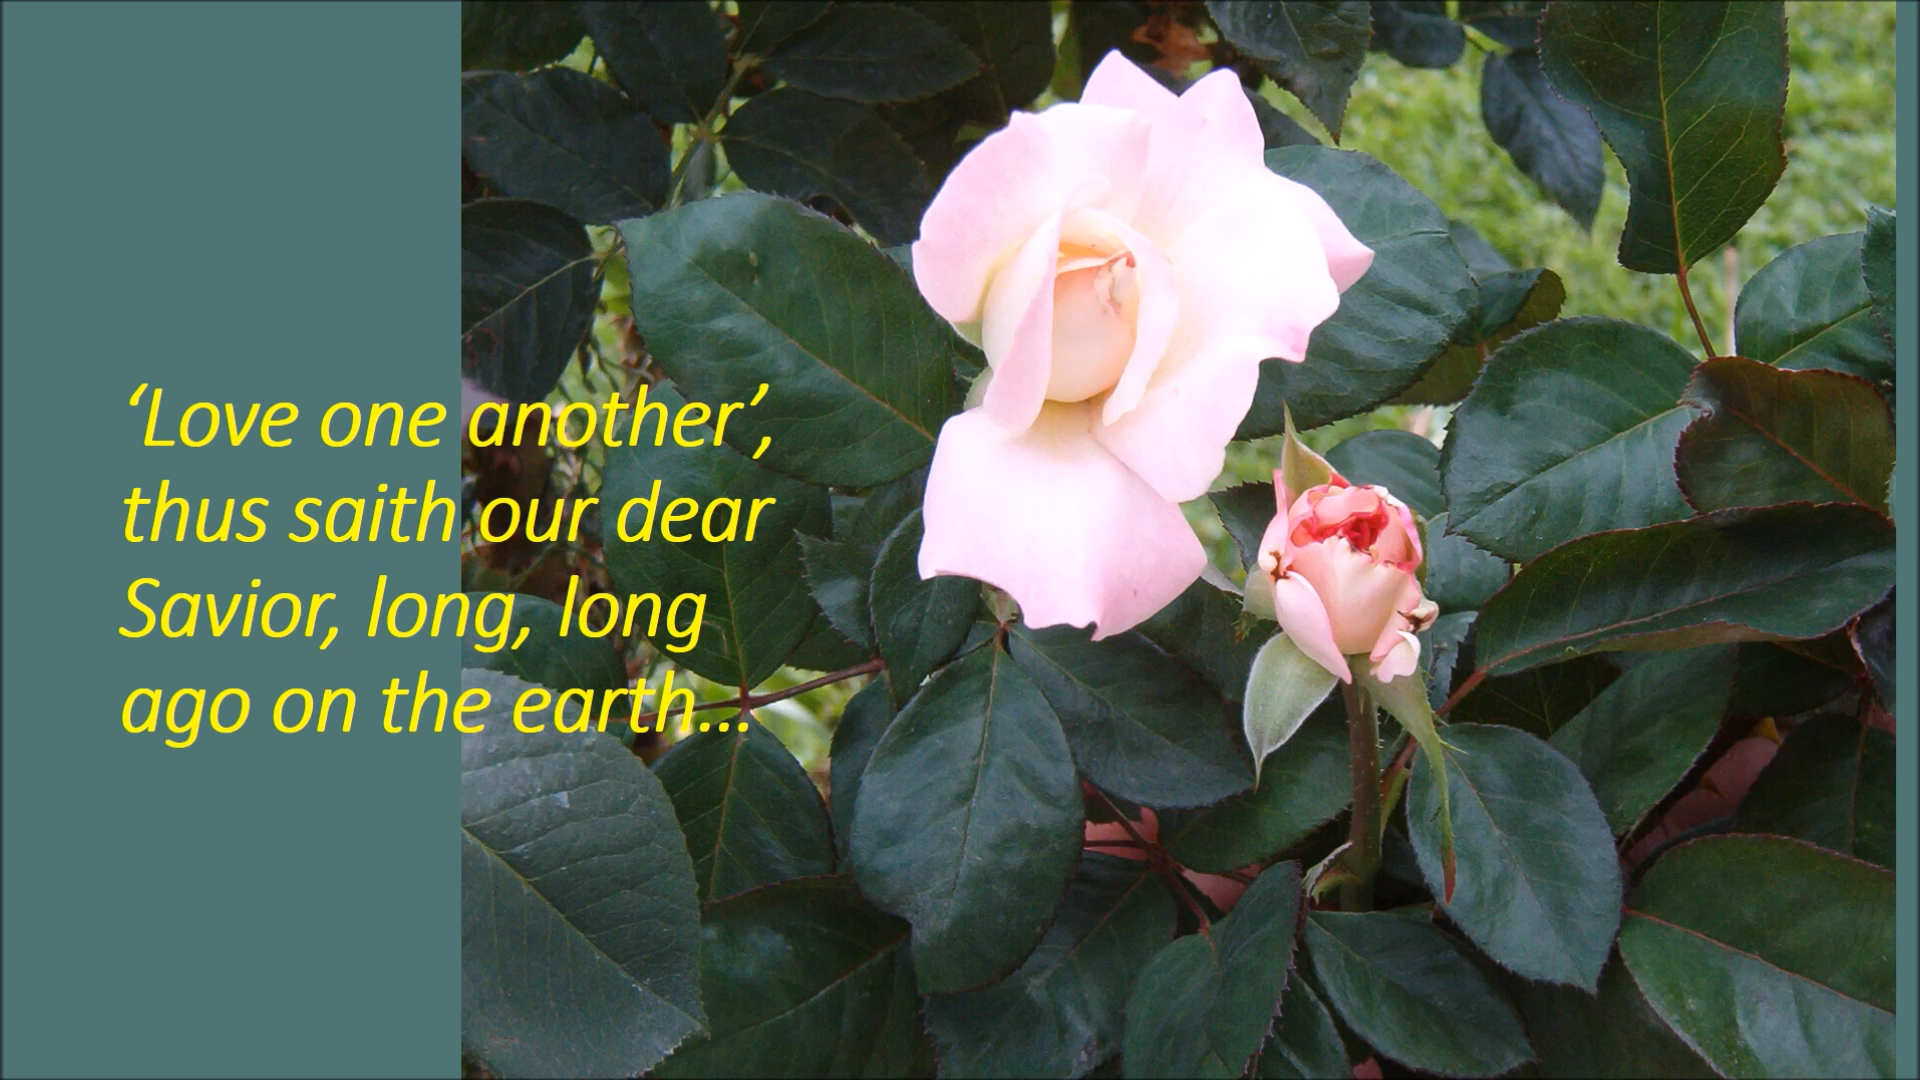 ‘Love one another’,
thus saith our dear
Savior, long, long
ago on the earth…